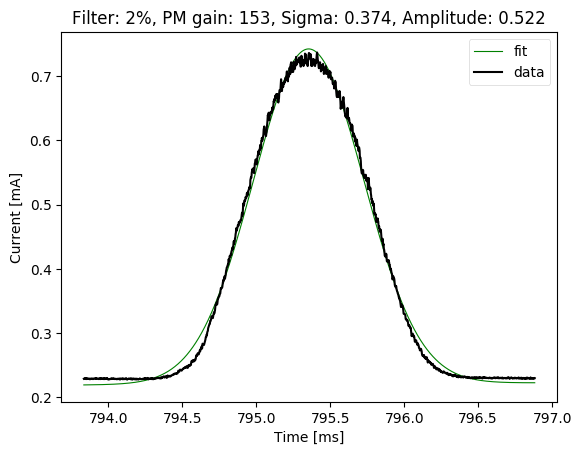 Filter: 2%, PM gain: 153, Sigma: 0.374, Amplitude: 0.522
fit
data
0.7
0.6
0.5
0.4
0.3
0.2
Current [mA]
794.0 794.5 795.0 795.5 796.0 796.5 797.0
Time [ms]